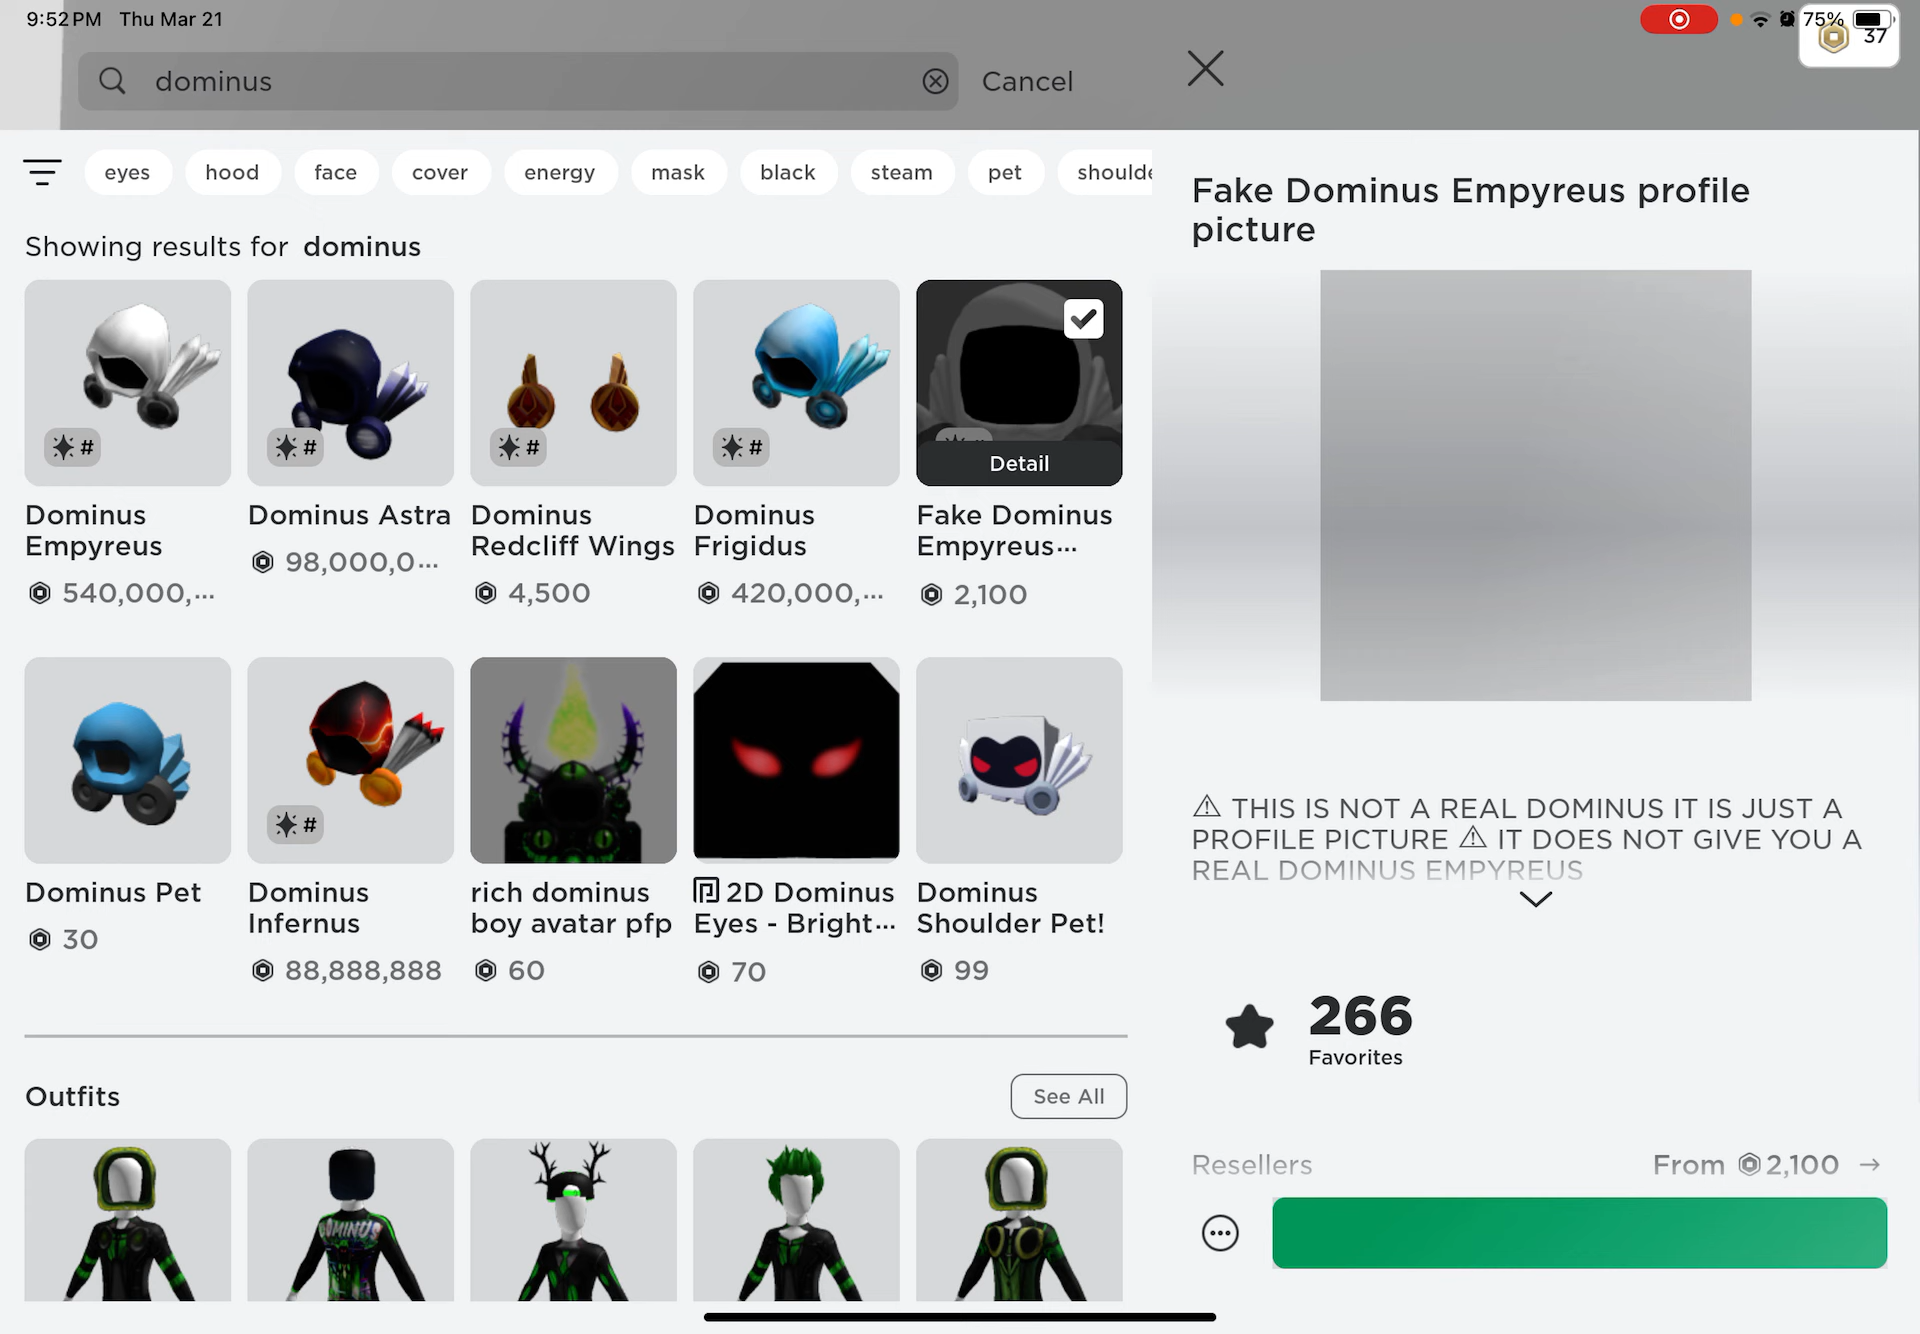 9:52 PM Thu Mar 21
75%
37
dominus
Cancel
eyes
hood
face
cover
energy
mask
black
steam
pet
shoulde
Showing results for dominus
#
#
#
#
Detail
Dominus
Empyreus
540,000,...
Dominus Astra
98,000,0...
Dominus
Redcliff Wings
4,500
Dominus
Frigidus
420,000,...
Fake Dominus
Empyreus...
2,100
#
Dominus Pet
30
Dominus
Infernus
88,888,888
rich dominus
boy avatar pfp
60
2D Dominus
Eyes - Bright...
70
Dominus
Shoulder Pet!
99
Outfits
See All
DOMINUS
Fake Dominus Empyreus profile
picture
⚠ THIS IS NOT A REAL DOMINUS IT IS JUST A
PROFILE PICTURE ⚠ IT DOES NOT GIVE YOU A
REAL DOMINUS EMPYREUS
266
Favorites
Resellers
From 2,100 →